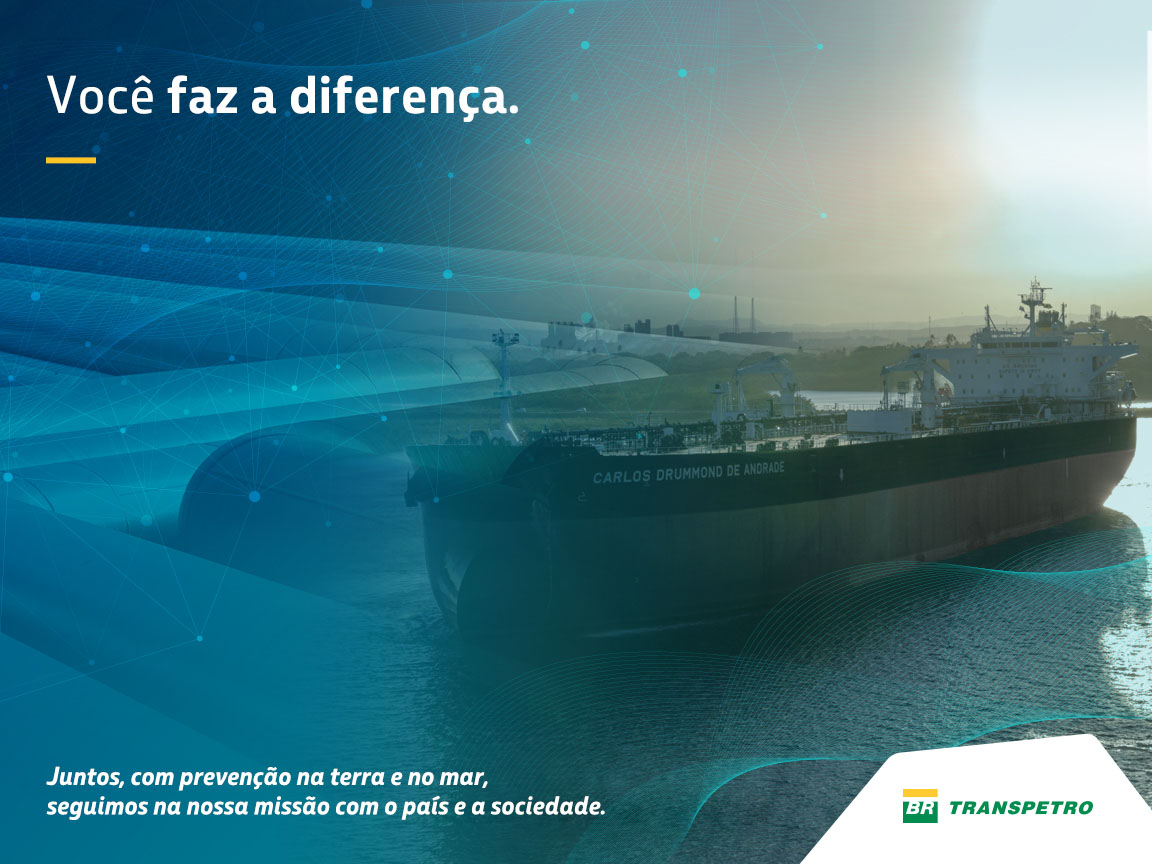 Você faz a diferença.
CARLOS DRUMMOND DE ANDRADE
Juntos, com prevenção na terra e no mar,
seguimos na nossa missão com o país e a sociedade.
BR TRANSPETRO